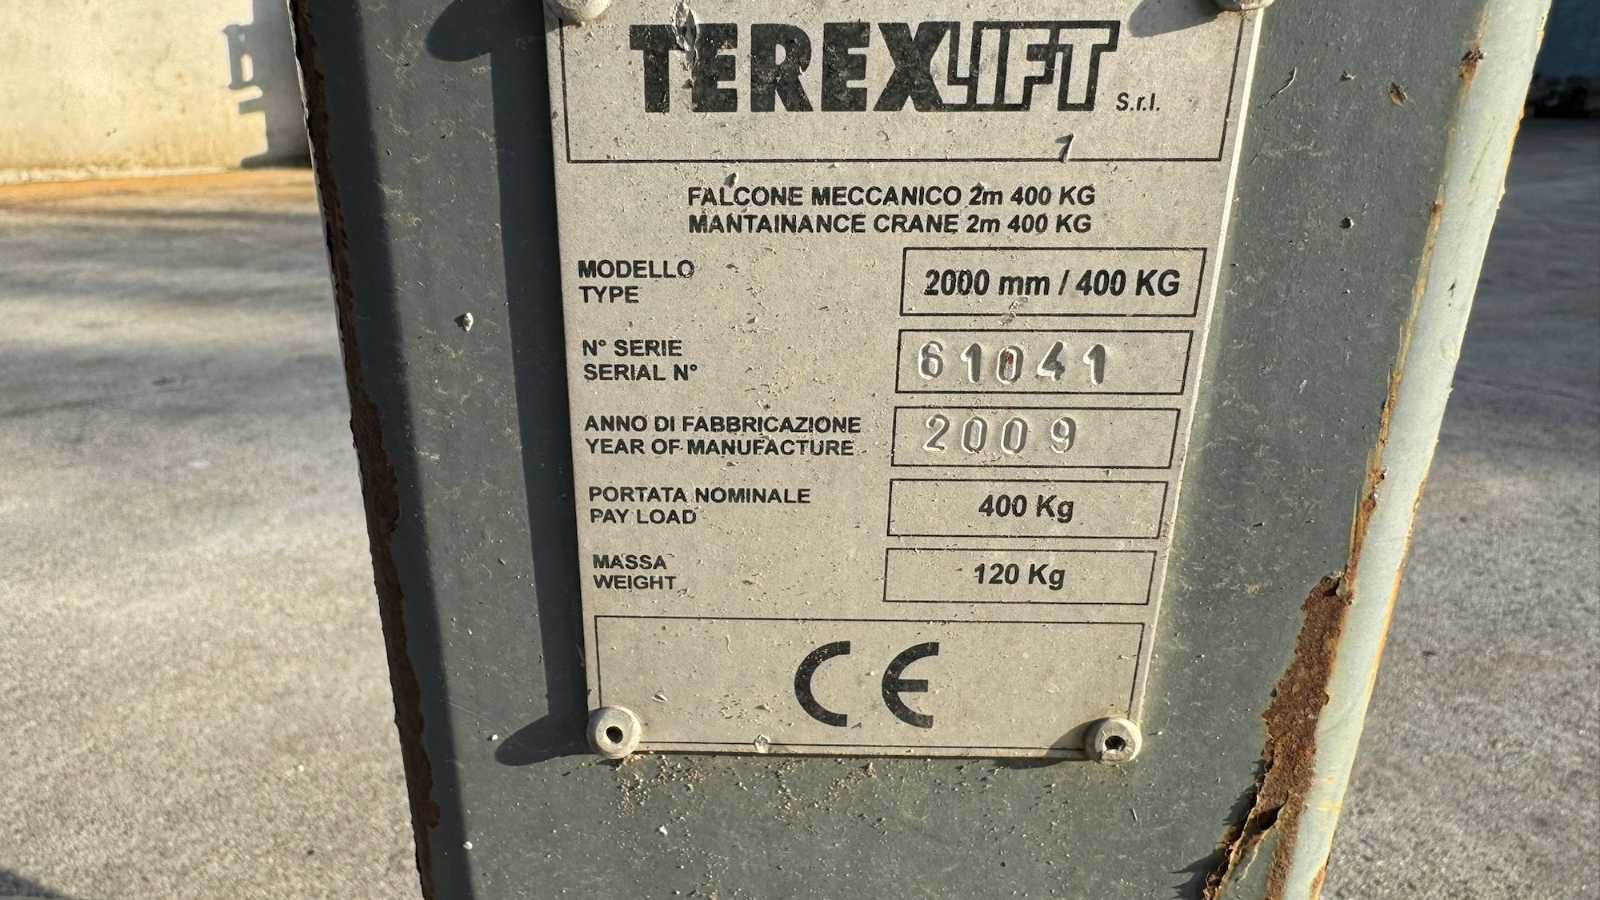 TEREXLIFT S.r.l.
FALCONE MECCANICO 2m 400 KG
MANTAINANCE CRANE 2m 400 KG
MODELLO
TYPE
2000 mm / 400 KG
N° SERIE
SERIAL N°
61041
ANNO DI FABBRICAZIONE
YEAR OF MANUFACTURE
2009
PORTATA NOMINALE
PAY LOAD
400 Kg
MASSA
WEIGHT
120 Kg
CE